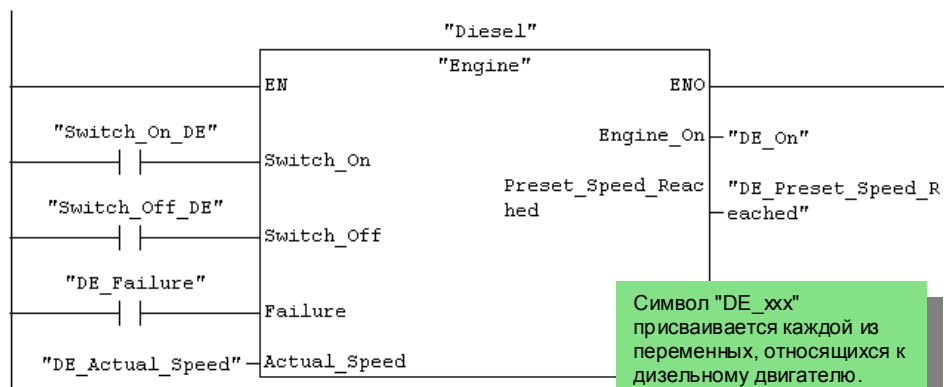 "Diesel"
"Engine"
EN
ENO
"Switch_On_DE"
Switch_On
Engine_On
"DE_On"
"Switch_Off_DE"
Switch_Off
Preset_Speed_Reac
hed
"DE_Preset_Speed_R
eached"
"DE_Failure"
Failure
"DE_Actual_Speed"
Actual_Speed
Символ "DE_xxx"
присваивается каждой из
переменных, относящихся к
дизельному двигателю.